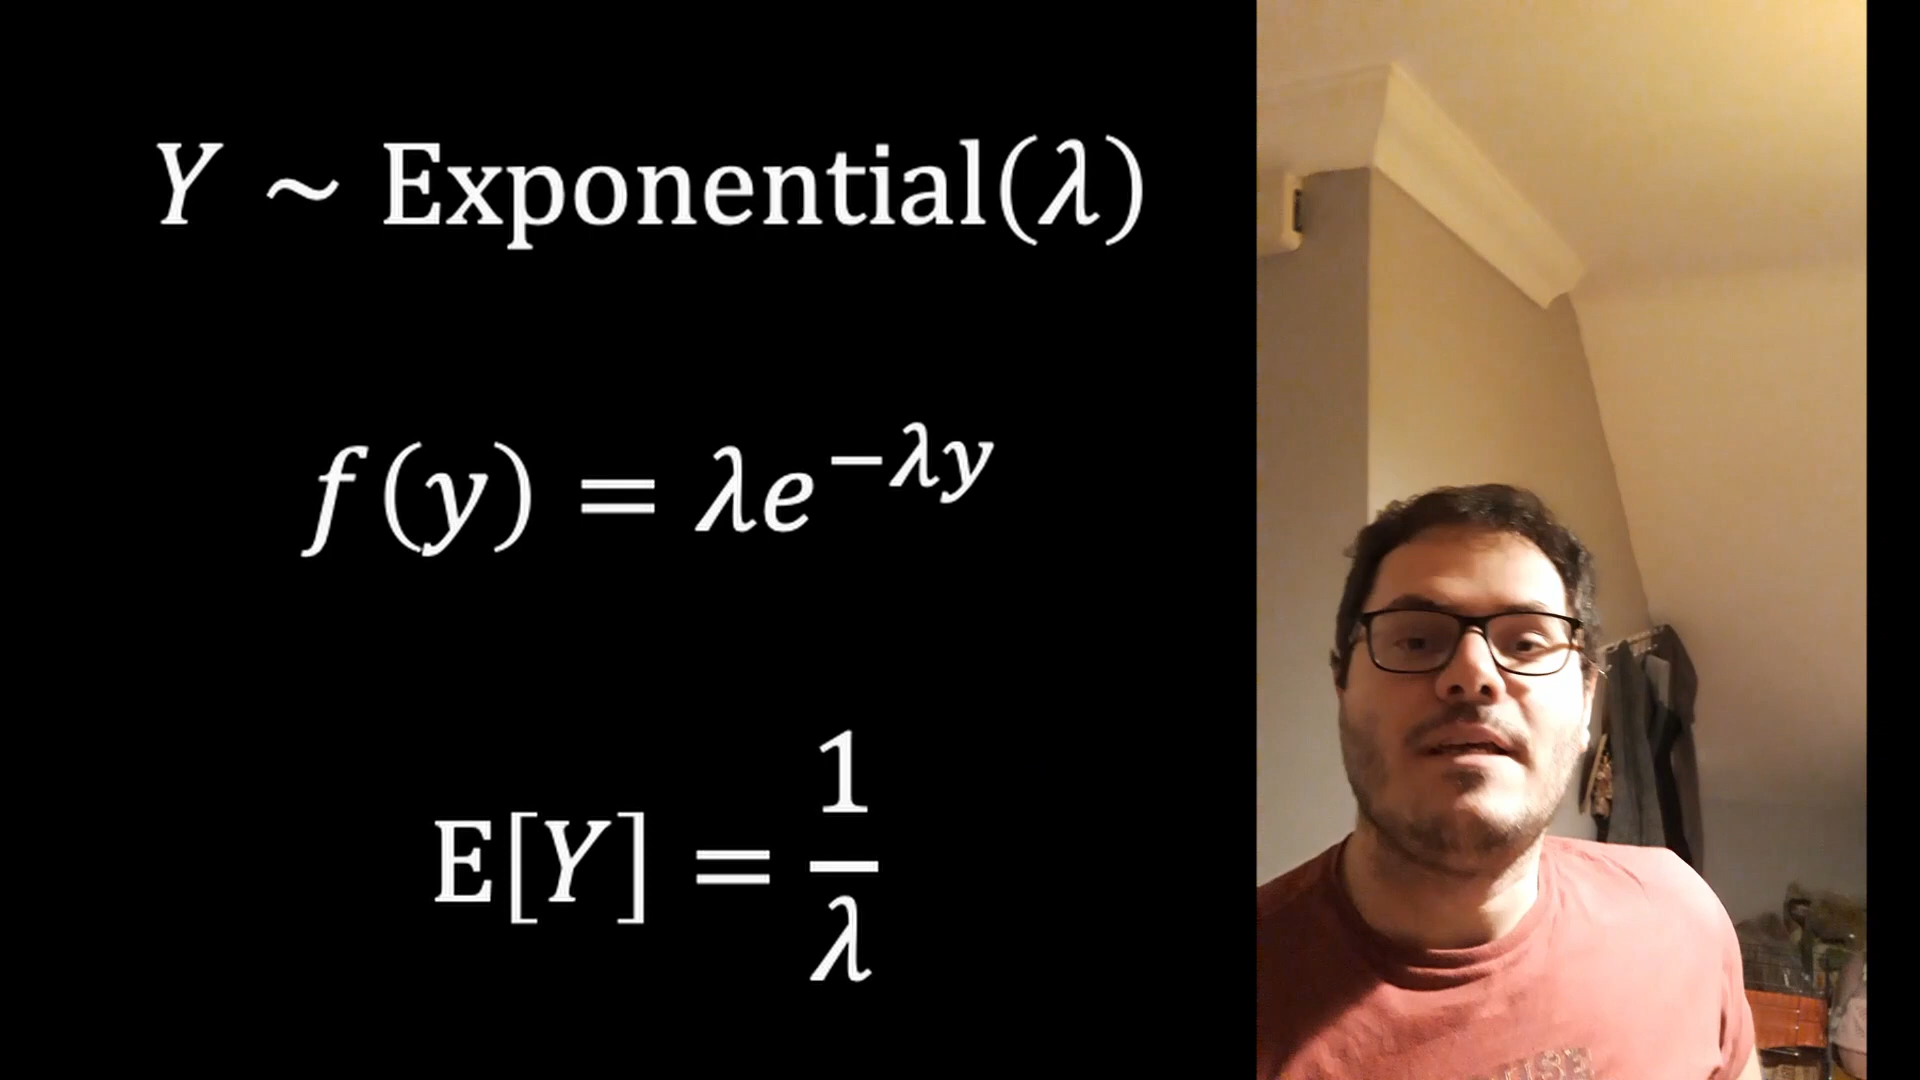 Y ~ Exponential(λ)
f(y) = λe^{−λy}
E[Y] = 1/λ